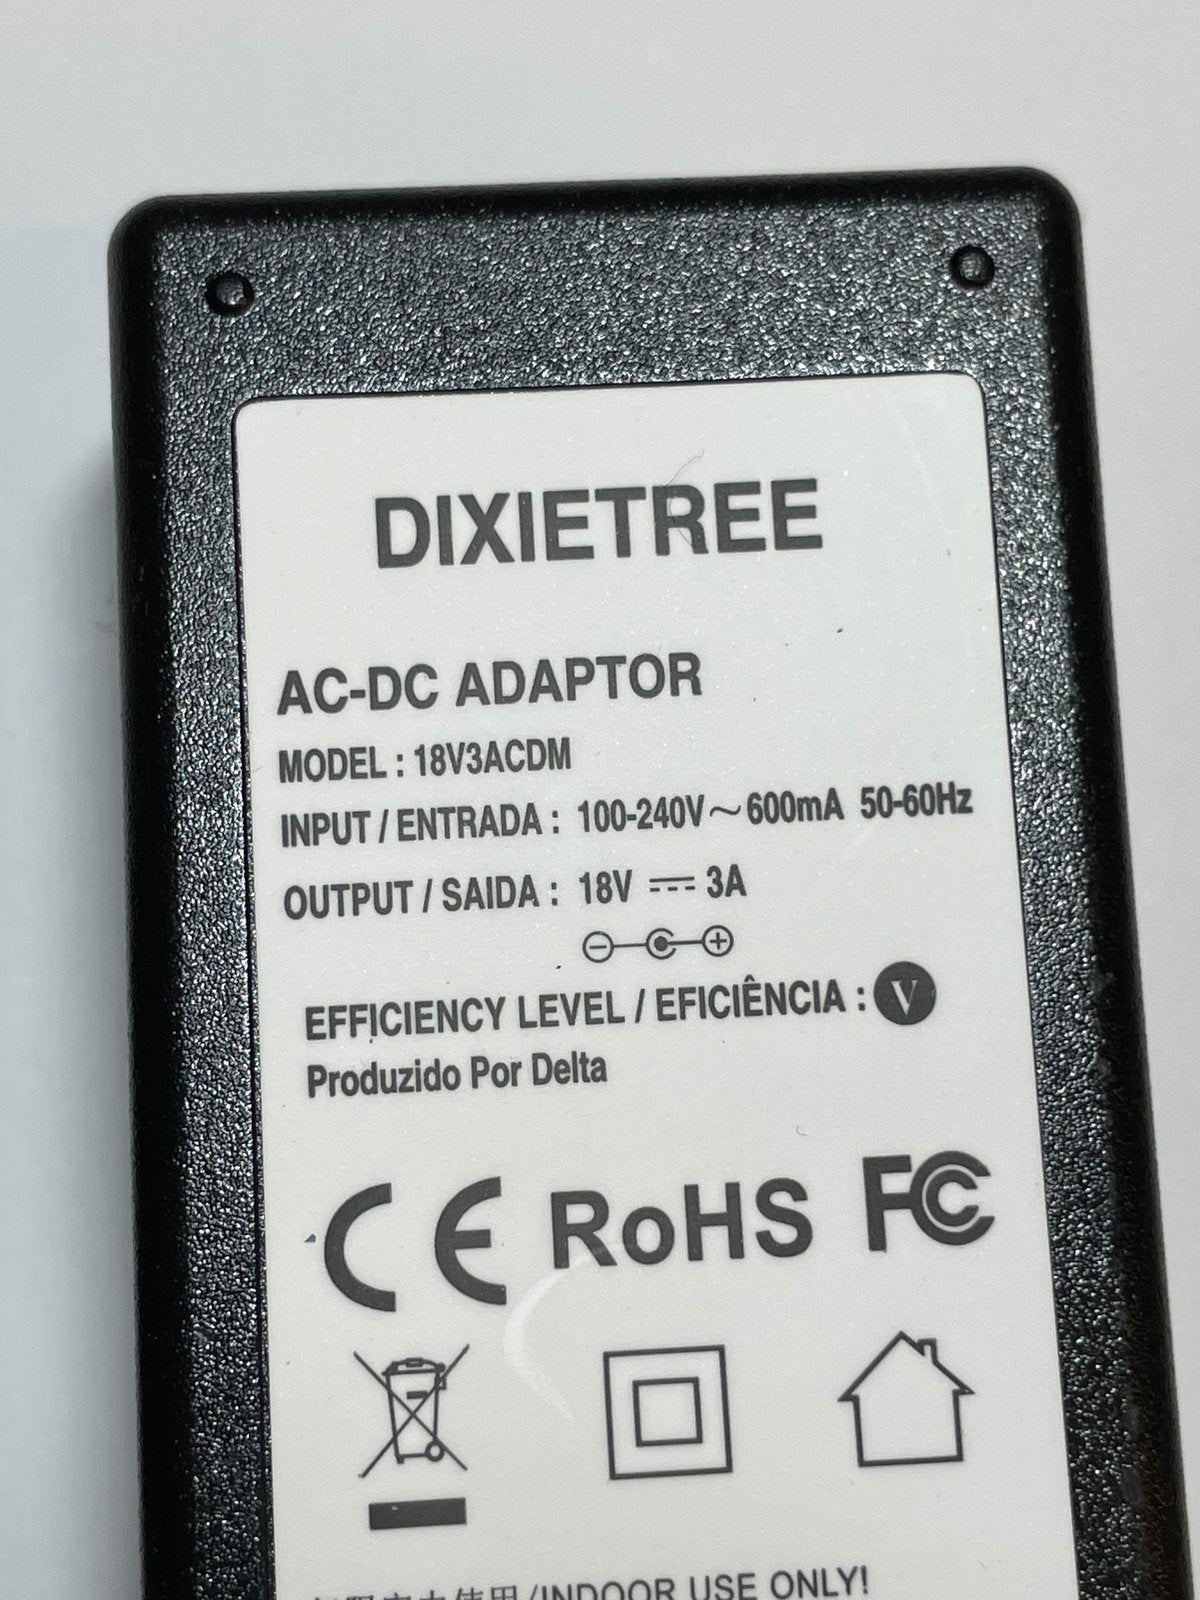 DIXIETREE
AC-DC ADAPTOR
MODEL : 18V3ACDM
INPUT / ENTRADA : 100-240V～600mA 50-60Hz
OUTPUT / SAIDA : 18V ⎓ 3A
EFFICIENCY LEVEL / EFICIÊNCIA : V
Produzido Por Delta
CE RoHS FC
/INDOOR USE ONLY!